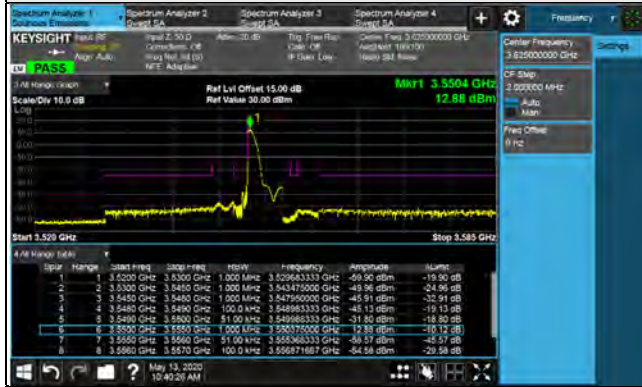 Spectrum Analyzer 1
Spurious Emissions
Spectrum Analyzer 2
Swept SA
Spectrum Analyzer 3
Swept SA
Spectrum Analyzer 4
Swept SA
+
Frequency
KEYSIGHT Input: RF
Align: Auto
Input Z: 50 Ω
Corrections: Off
Freq Ref: Int (S)
NFE: Adaptive
Atten: 30 dB
Trig: Free Run
Gate: Off
IF Gain: Low
Center Freq: 3.625000000 GHz
Avg|Hold: 100/100
Radio Std: None
PASS
Center Frequency
3.625000000 GHz
Settings
CF Step
2.000000 MHz
Auto
Man
Freq Offset
0 Hz
3 All Range Graph
Scale/Div 10.0 dB
Ref Lvl Offset 15.00 dB
Ref Value 30.00 dBm
Mkr1 3.5504 GHz
12.88 dBm
Log
1
Start 3.520 GHz
Stop 3.585 GHz
4 All Range Table
Spur Range Start Freq Stop Freq RBW Frequency Amplitude ΔLimit
1 1 3.5200 GHz 3.5300 GHz 1.000 MHz 3.529683333 GHz -59.90 dBm -19.90 dB
2 2 3.5300 GHz 3.5450 GHz 1.000 MHz 3.543475000 GHz -49.96 dBm -24.96 dB
3 3 3.5450 GHz 3.5480 GHz 1.000 MHz 3.547950000 GHz -45.91 dBm -32.91 dB
4 4 3.5480 GHz 3.5490 GHz 100.0 kHz 3.548983333 GHz -45.13 dBm -19.13 dB
5 5 3.5490 GHz 3.5500 GHz 51.00 kHz 3.549988333 GHz -31.80 dBm -18.80 dB
6 6 3.5500 GHz 3.5550 GHz 1.000 MHz 3.550375000 GHz 12.88 dBm -10.12 dB
7 7 3.5550 GHz 3.5560 GHz 51.00 kHz 3.555368333 GHz -58.57 dBm -45.57 dB
8 8 3.5560 GHz 3.5570 GHz 100.0 kHz 3.556871667 GHz -54.58 dBm -29.58 dB
?
May 13, 2020
10:40:26 AM